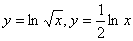 y = ln √x, y = 1/2 ln x